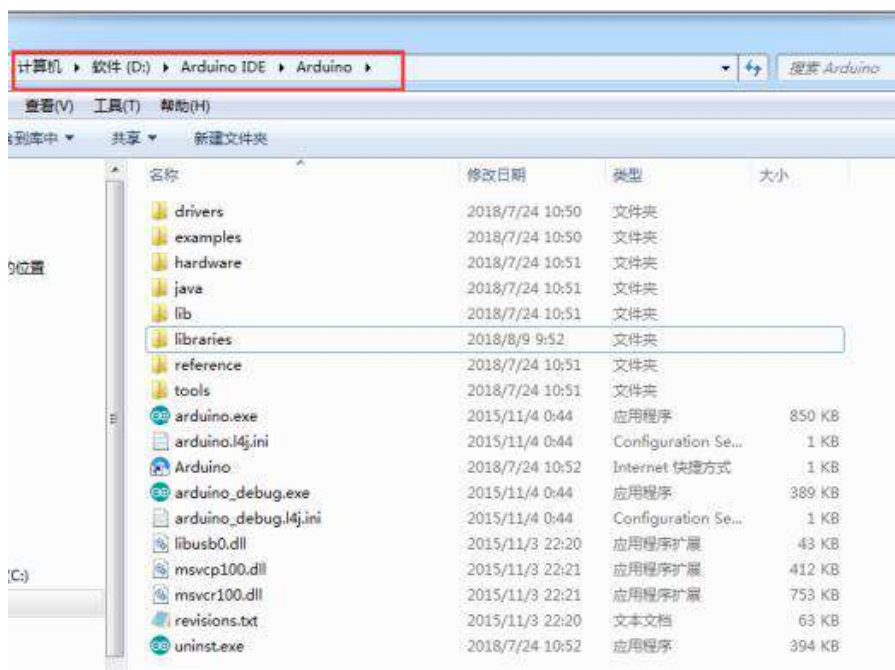 计算机 ▸ 软件 (D:) ▸ Arduino IDE ▸ Arduino ▸ 搜索 Arduino
查看(V) 工具(T) 帮助(H)
到库中 共享 新建文件夹
名称 修改日期 类型 大小
drivers 2018/7/24 10:50 文件夹
examples 2018/7/24 10:50 文件夹
hardware 2018/7/24 10:51 文件夹
的位置
java 2018/7/24 10:51 文件夹
lib 2018/7/24 10:51 文件夹
libraries 2018/8/9 9:52 文件夹
reference 2018/7/24 10:51 文件夹
tools 2018/7/24 10:51 文件夹
arduino.exe 2015/11/4 0:44 应用程序 850 KB
arduino.l4j.ini 2015/11/4 0:44 Configuration Se... 1 KB
Arduino 2018/7/24 10:52 Internet 快捷方式 1 KB
arduino_debug.exe 2015/11/4 0:44 应用程序 389 KB
arduino_debug.l4j.ini 2015/11/4 0:44 Configuration Se... 1 KB
libusb0.dll 2015/11/3 22:20 应用程序扩展 43 KB
(C:)
msvcp100.dll 2015/11/3 22:21 应用程序扩展 412 KB
msvcr100.dll 2015/11/3 22:21 应用程序扩展 753 KB
revisions.txt 2015/11/3 22:20 文本文档 63 KB
uninst.exe 2018/7/24 10:52 应用程序 394 KB